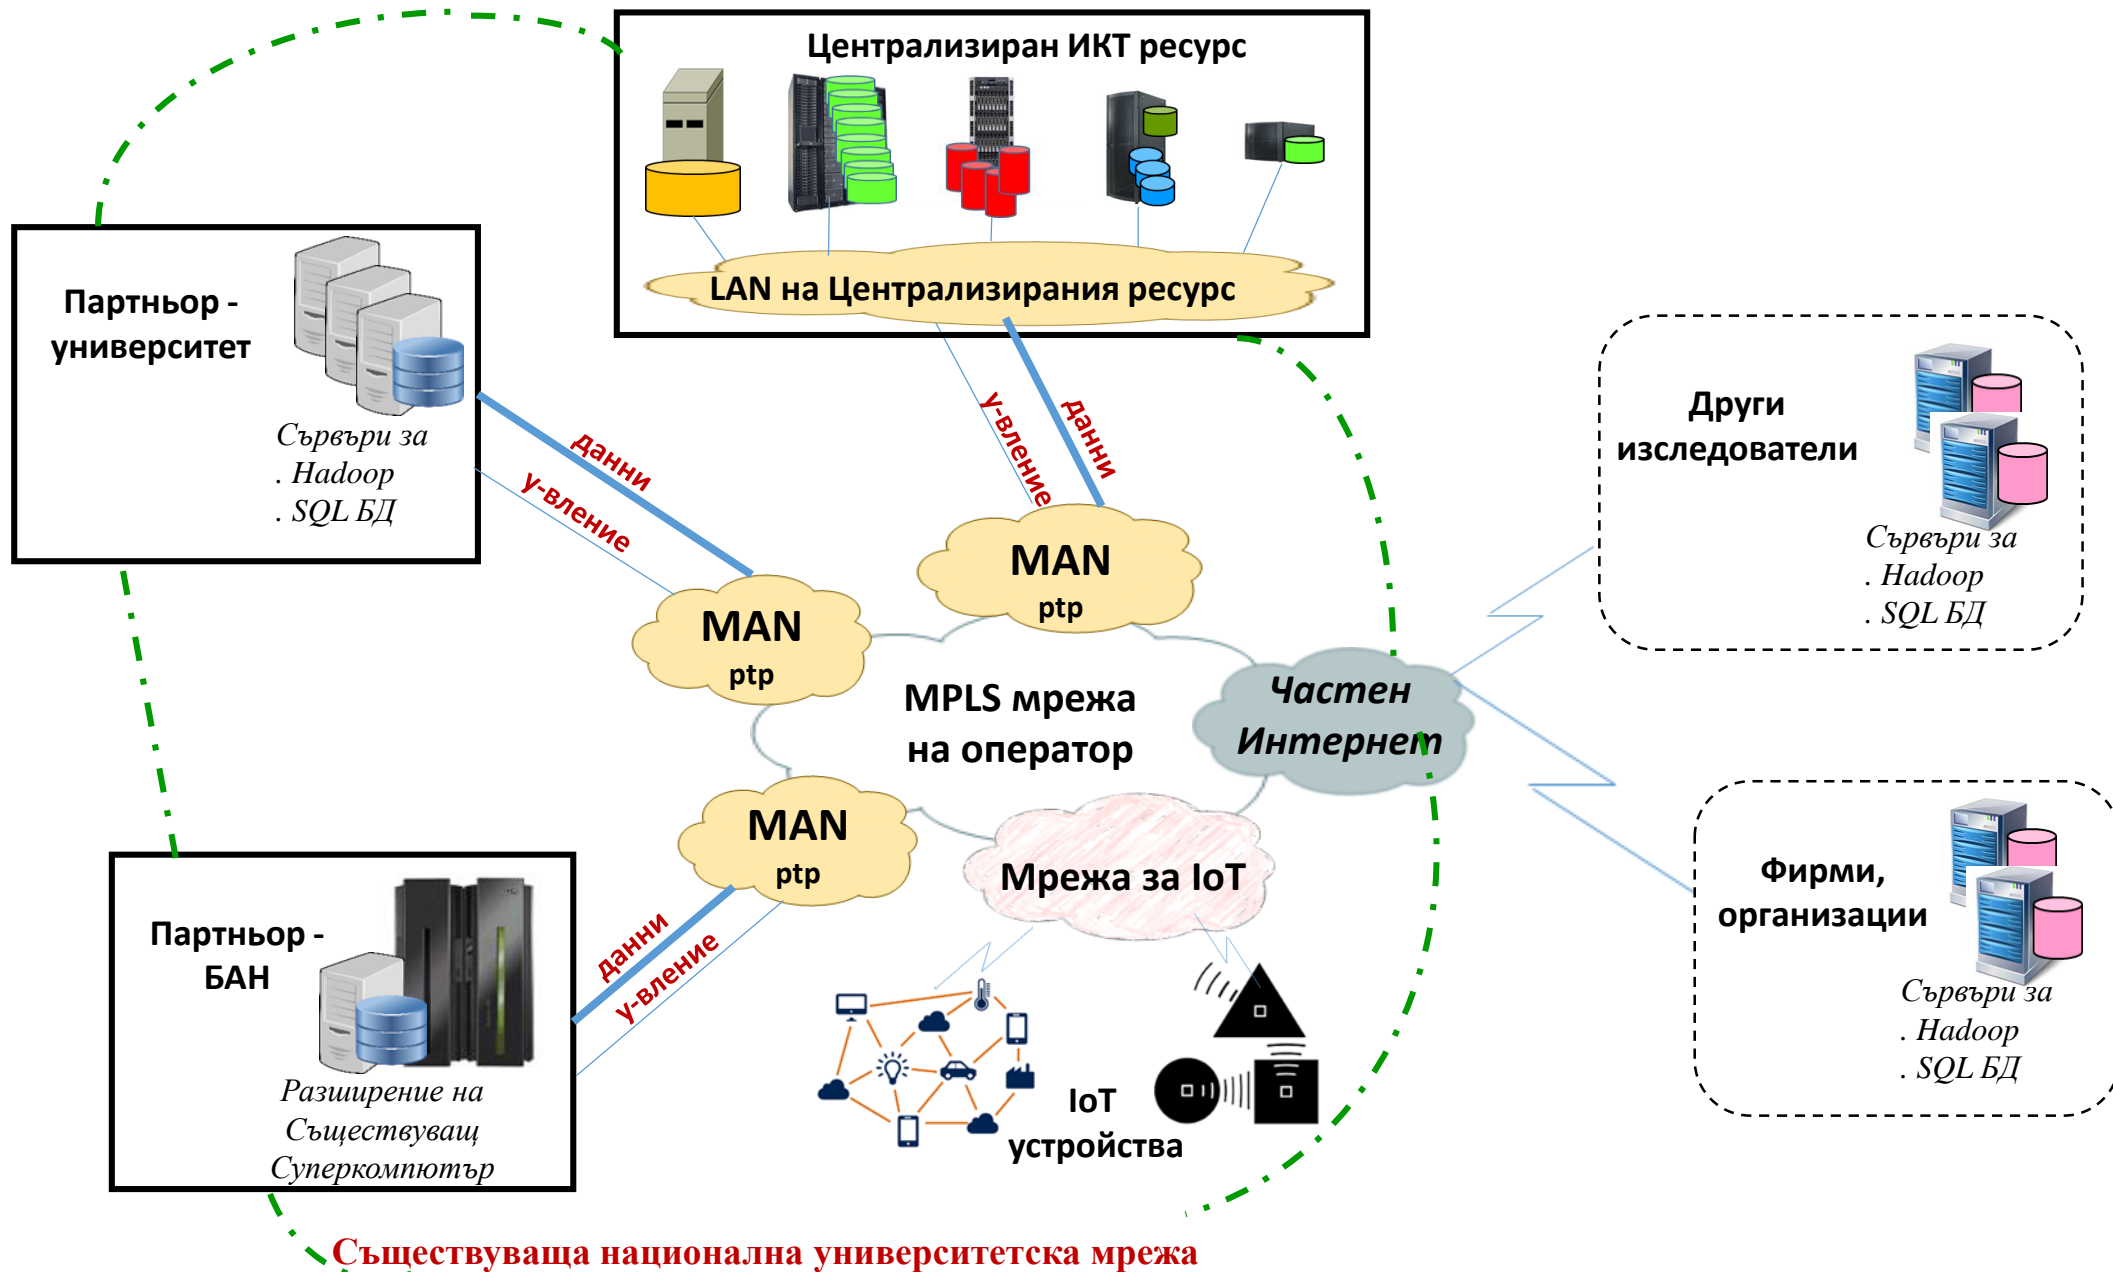 Централизиран ИКТ ресурс
LAN на Централизирания ресурс
Партньор -
университет
Сървъри за
. Hadoop
. SQL БД
данни
у-вление
у-вление
данни
Други
изследователи
Сървъри за
. Hadoop
. SQL БД
MAN
ptp
MAN
ptp
MPLS мрежа
на оператор
Частен
Интернет
MAN
ptp
Мрежа за IoT
Партньор -
БАН
Разширение на
Съществуващ
Суперкомпютър
данни
у-вление
IoT
устройства
Фирми,
организации
Сървъри за
. Hadoop
. SQL БД
Съществуваща национална университетска мрежа